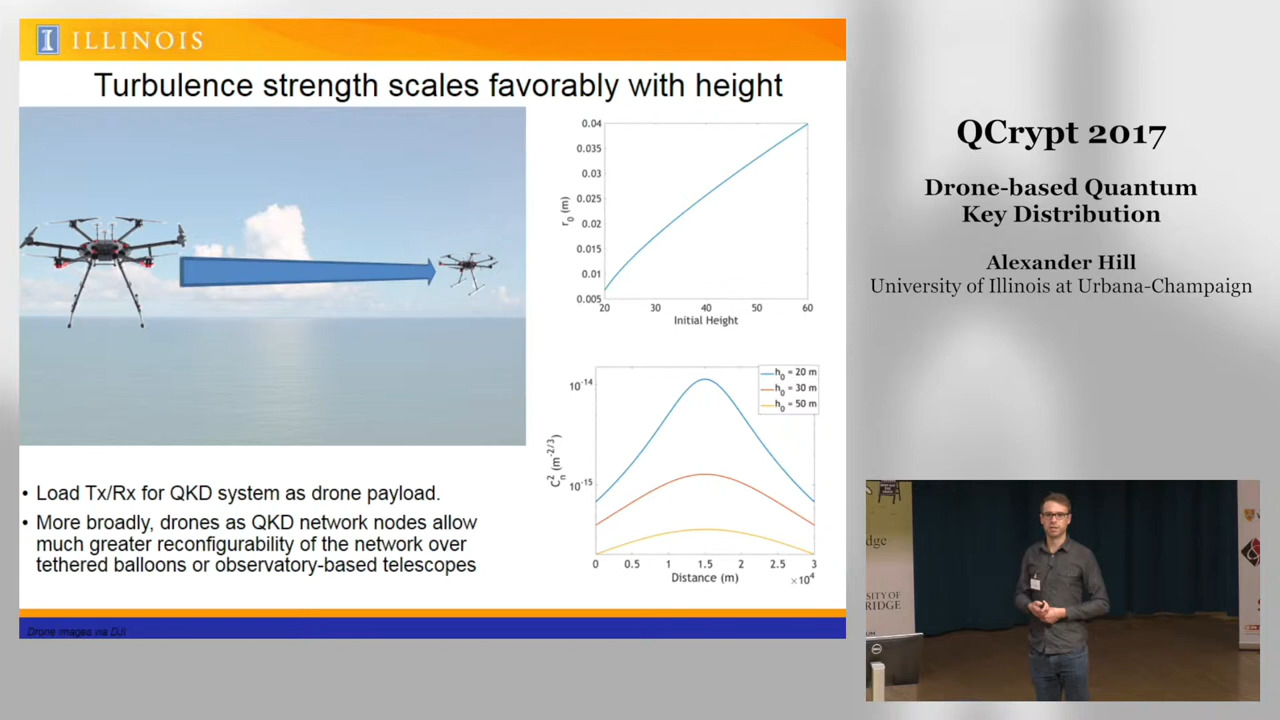 ILLINOIS
Turbulence strength scales favorably with height
0.04
0.035
0.03
0.025
0.02
0.015
0.01
0.005
r0 (m)
20 30 40 50 60
Initial Height
h0 = 20 m
h0 = 30 m
h0 = 50 m
10-14
10-15
Cn2 (m-2/3)
0 0.5 1 1.5 2 2.5 3
Distance (m)
×104
• Load Tx/Rx for QKD system as drone payload.
• More broadly, drones as QKD network nodes allow
much greater reconfigurability of the network over
tethered balloons or observatory-based telescopes
Drone images via DJI
QCrypt 2017
Drone-based Quantum
Key Distribution
Alexander Hill
University of Illinois at Urbana-Champaign